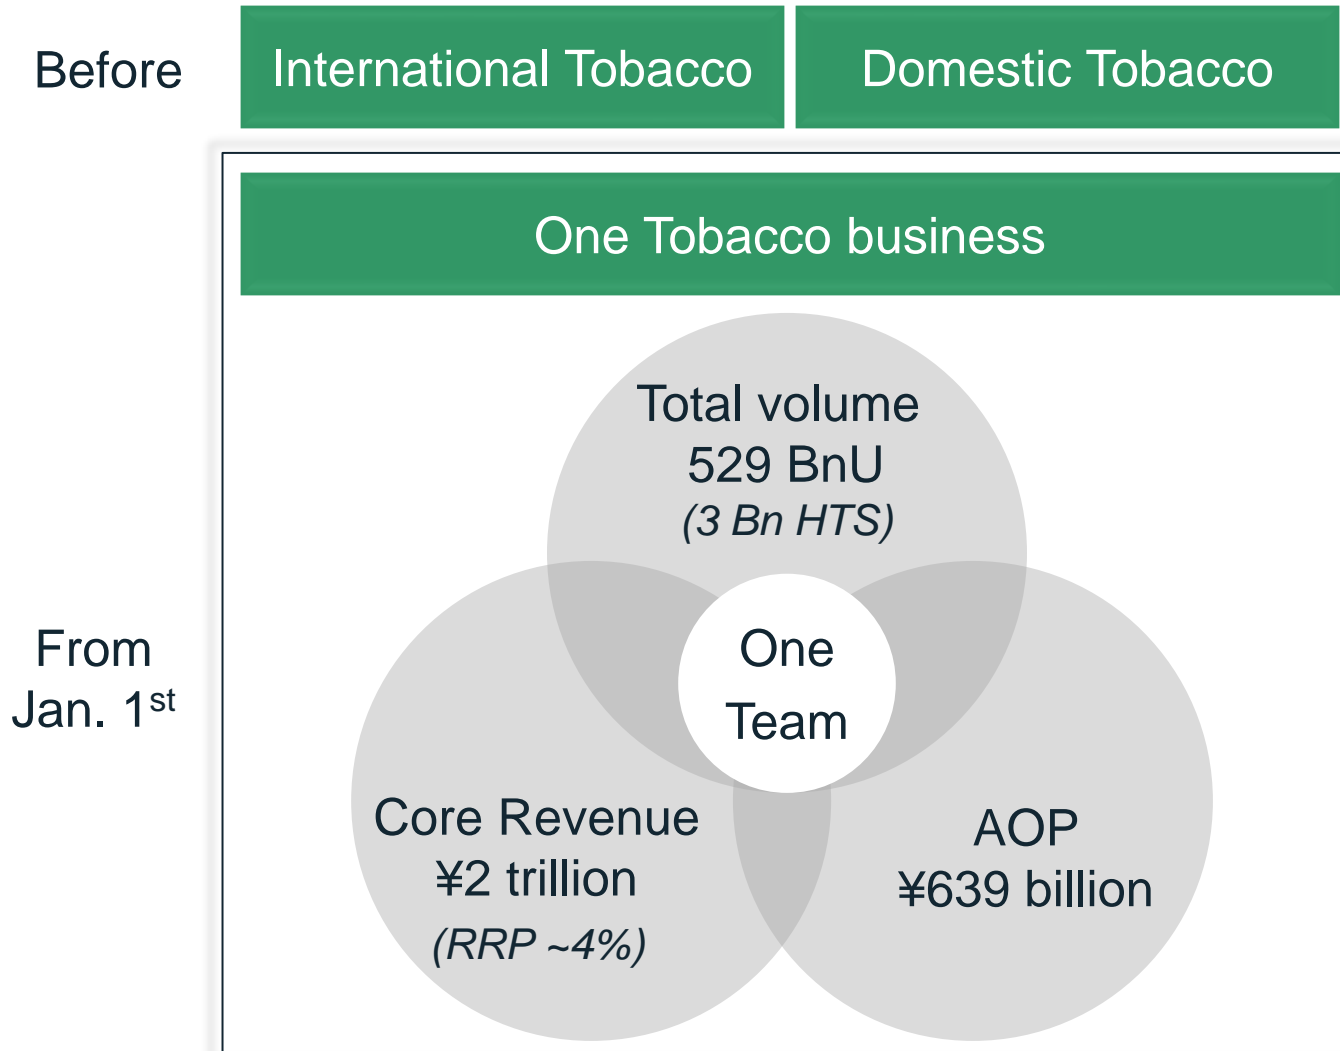 Before
International Tobacco
Domestic Tobacco
One Tobacco business
From
Jan. 1st
Total volume
529 BnU
(3 Bn HTS)
One
Team
Core Revenue
¥2 trillion
(RRP ~4%)
AOP
¥639 billion